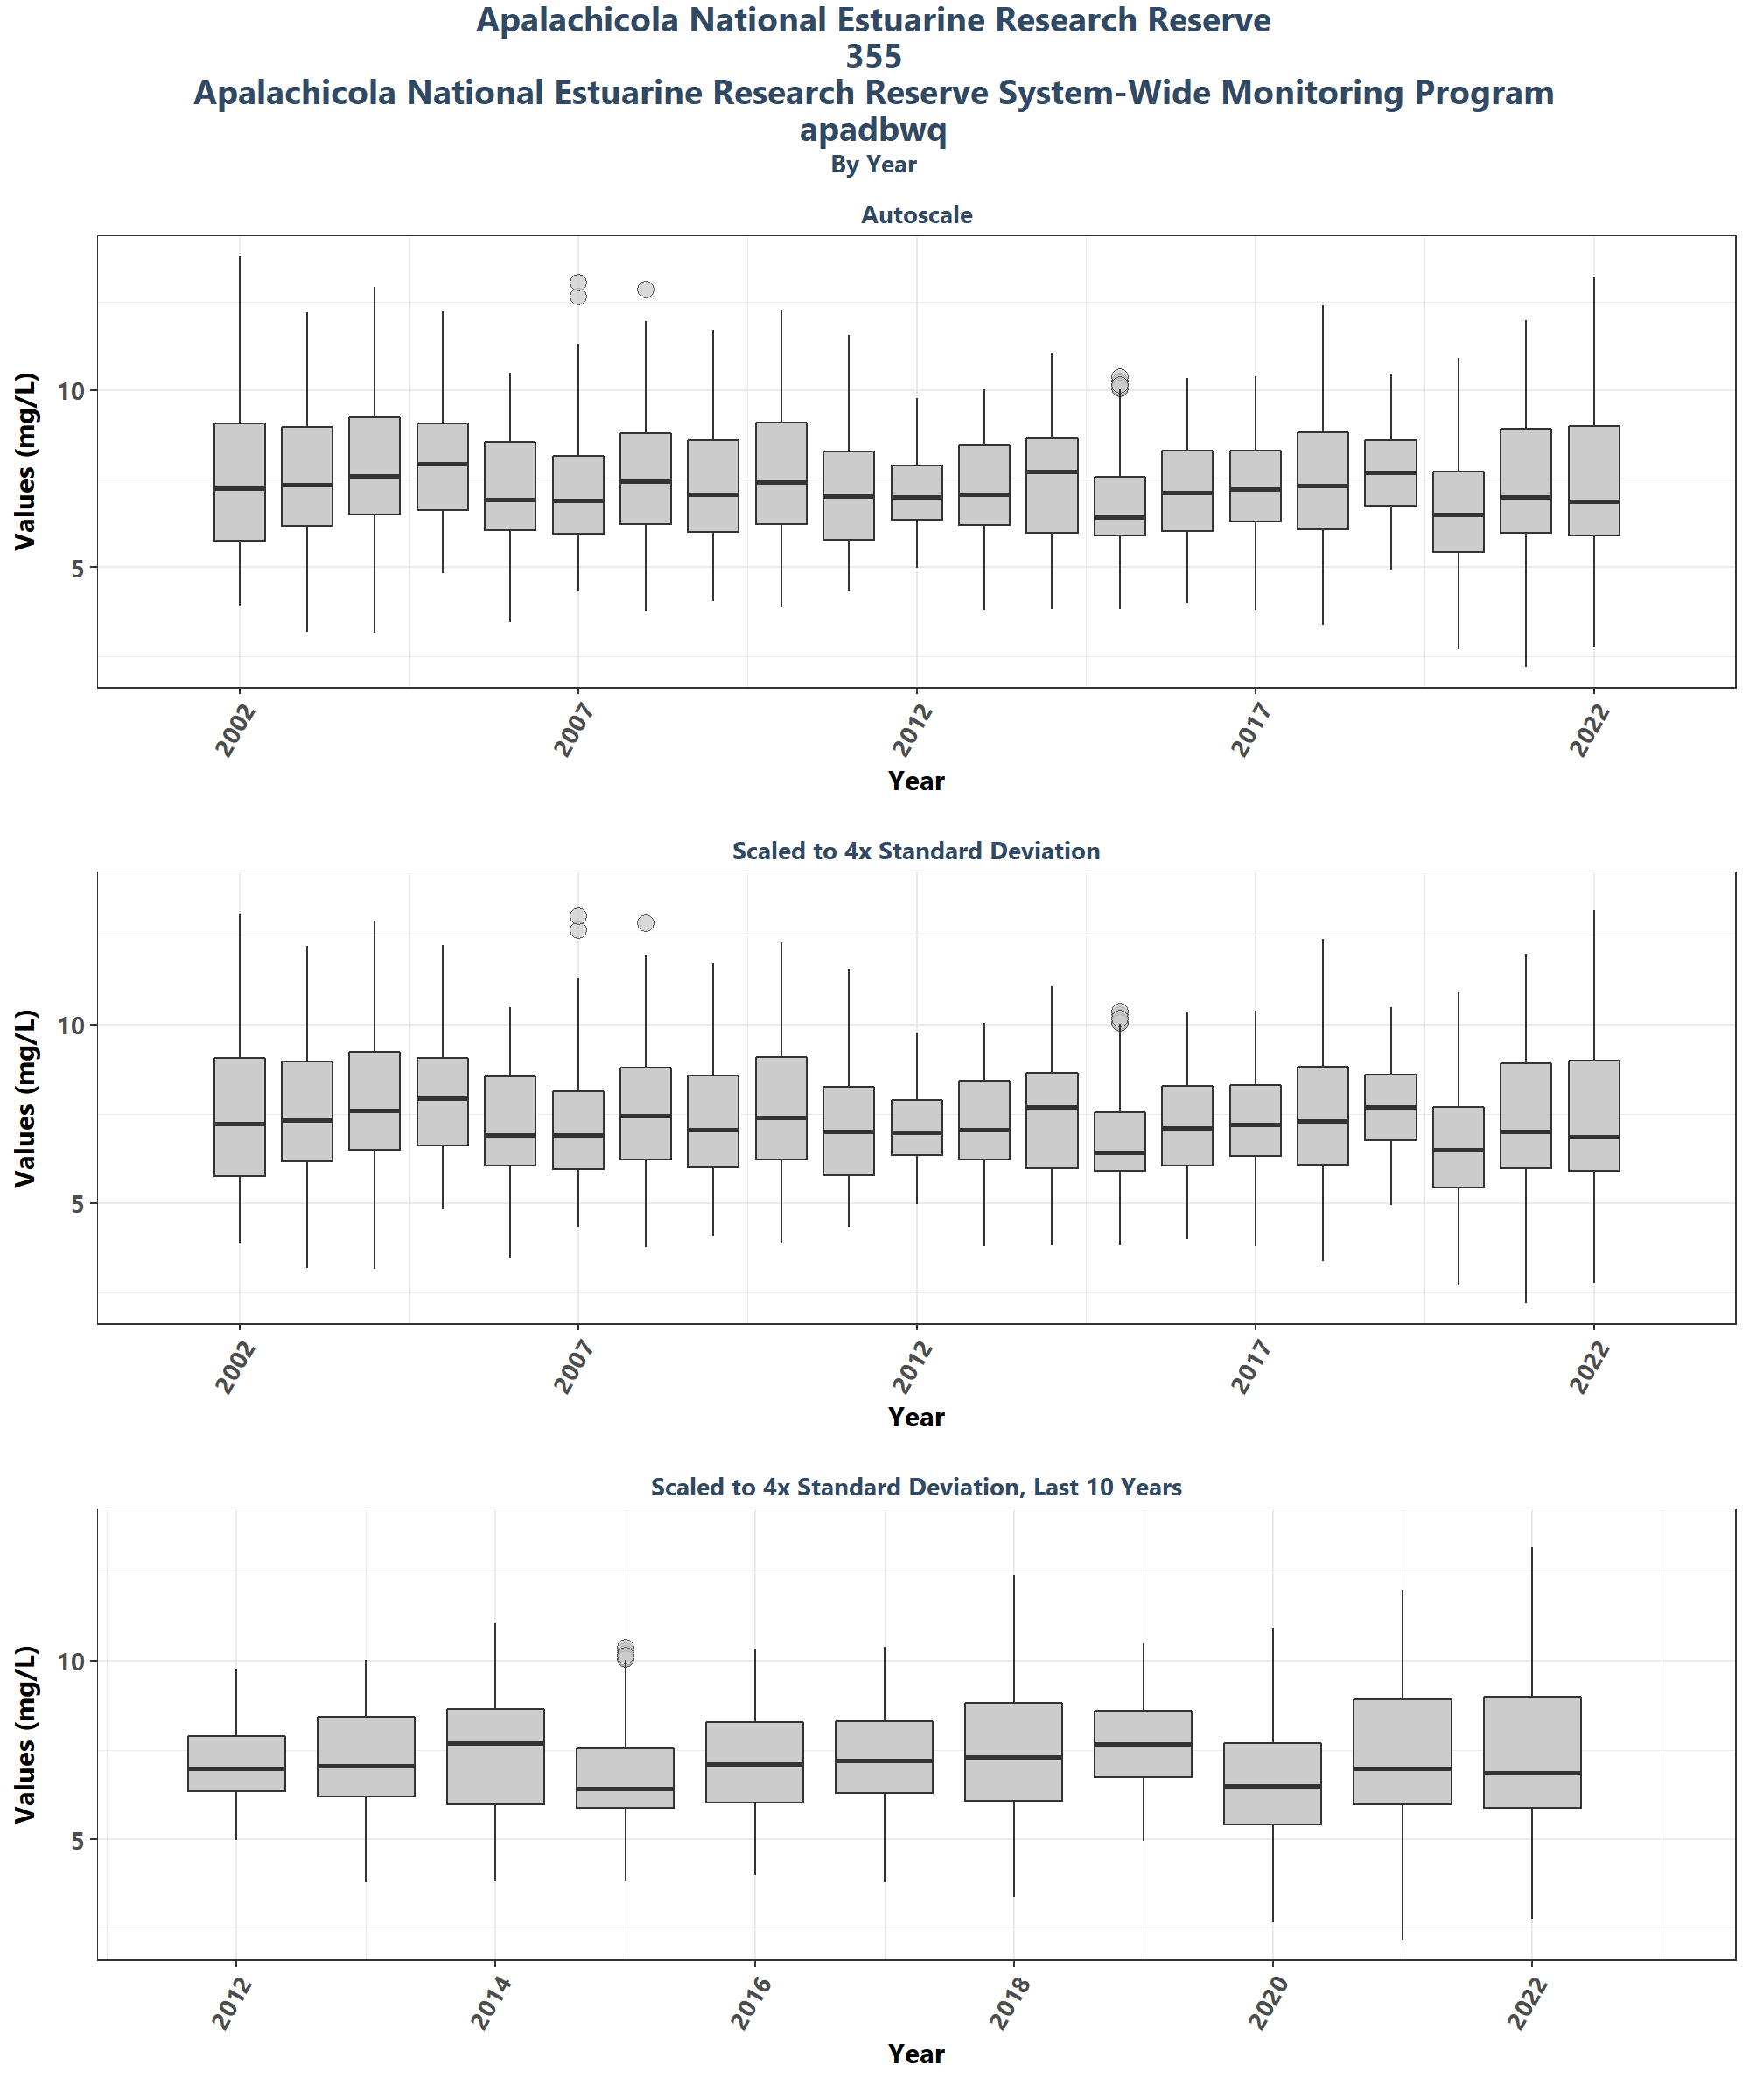 Apalachicola National Estuarine Research Reserve
355
Apalachicola National Estuarine Research Reserve System-Wide Monitoring Program
apadbwq
By Year
Autoscale
Values (mg/L)
10
5
2002
2007
2012
2017
2022
Year
Scaled to 4x Standard Deviation
Values (mg/L)
10
5
2002
2007
2012
2017
2022
Year
Scaled to 4x Standard Deviation, Last 10 Years
Values (mg/L)
10
5
2012
2014
2016
2018
2020
2022
Year